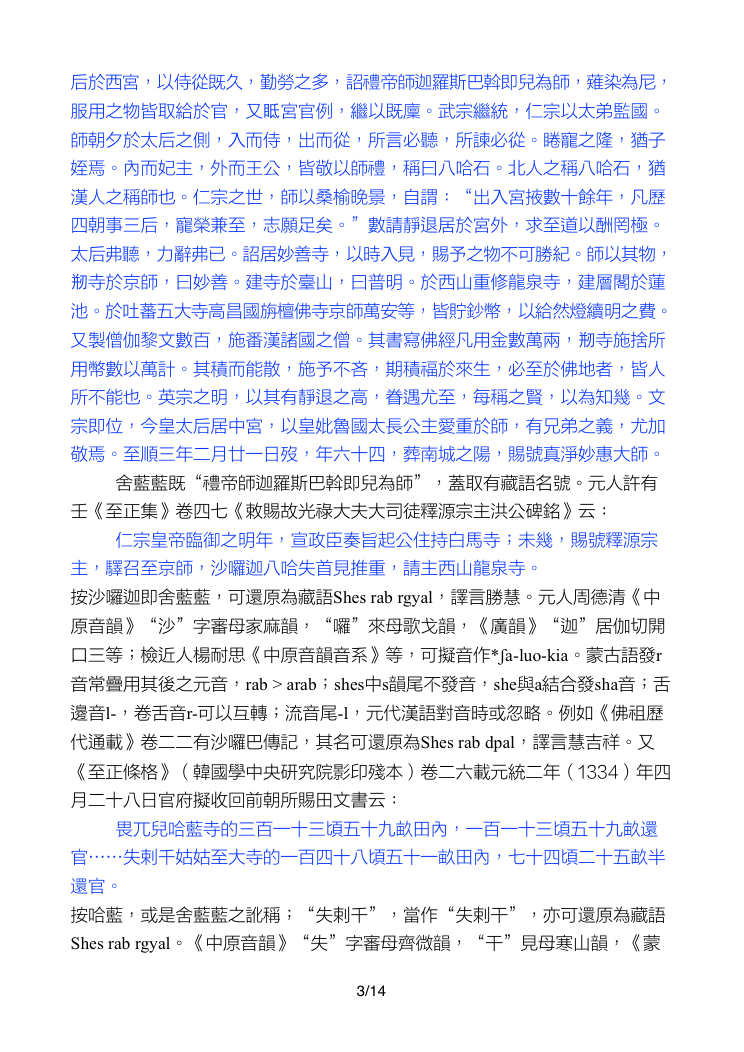 后於西宮，以侍從既久，勤勞之多，詔禮帝師迦羅斯巴斡即兒為師，薙染為尼，
服用之物皆取給於官，又眂宮官例，繼以既廩。武宗繼統，仁宗以太弟監國。
師朝夕於太后之側，入而侍，出而從，所言必聽，所諫必從。睠寵之隆，猶子
姪焉。內而妃主，外而王公，皆敬以師禮，稱曰八哈石。北人之稱八哈石，猶
漢人之稱師也。仁宗之世，師以桑榆晚景，自謂：“出入宮掖數十餘年，凡歷
四朝事三后，寵榮兼至，志願足矣。”數請靜退居於宮外，求至道以酬罔極。
太后弗聽，力辭弗已。詔居妙善寺，以時入見，賜予之物不可勝紀。師以其物，
剏寺於京師，曰妙善。建寺於臺山，曰普明。於西山重修龍泉寺，建層閣於蓮
池。於吐蕃五大寺高昌國旃檀佛寺京師萬安等，皆貯鈔幣，以給然燈續明之費。
又製僧伽黎文數百，施番漢諸國之僧。其書寫佛經凡用金數萬兩，剏寺施捨所
用幣數以萬計。其積而能散，施予不吝，期積福於來生，必至於佛地者，皆人
所不能也。英宗之明，以其有靜退之高，眷遇尤至，每稱之賢，以為知幾。文
宗即位，今皇太后居中宮，以皇妣魯國太長公主愛重於師，有兄弟之義，尤加
敬焉。至順三年二月廿一日歿，年六十四，葬南城之陽，賜號真淨妙惠大師。
舍藍藍既“禮帝師迦羅斯巴斡即兒為師”，蓋取有藏語名號。元人許有
壬《至正集》卷四七《敕賜故光祿大夫大司徒釋源宗主洪公碑銘》云：
仁宗皇帝臨御之明年，宣政臣奏旨起公住持白馬寺；未幾，賜號釋源宗
主，驛召至京師，沙囉迦八哈失首見推重，請主西山龍泉寺。
按沙囉迦即舍藍藍，可還原為藏語Shes rab rgyal，譯言勝慧。元人周德清《中
原音韻》“沙”字審母家麻韻，“囉”來母歌戈韻，《廣韻》“迦”居伽切開
口三等；檢近人楊耐思《中原音韻音系》等，可擬音作*ʃa-luo-kia。蒙古語發r
音常疊用其後之元音，rab > arab；shes中s韻尾不發音，she與a結合發sha音；舌
邊音l-，卷舌音r-可以互轉；流音尾-l，元代漢語對音時或忽略。例如《佛祖歷
代通載》卷二二有沙囉巴傳記，其名可還原為Shes rab dpal，譯言慧吉祥。又
《至正條格》（韓國學中央研究院影印殘本）卷二六載元統二年（1334）年四
月二十八日官府擬收回前朝所賜田文書云：
畏兀兒哈藍寺的三百一十三頃五十九畝田內，一百一十三頃五十九畝還
官⋯⋯失剌千姑姑至大寺的一百四十八頃五十一畝田內，七十四頃二十五畝半
還官。
按哈藍，或是舍藍藍之訛稱；“失剌千”，當作“失剌干”，亦可還原為藏語
Shes rab rgyal。《中原音韻》“失”字審母齊微韻，“干”見母寒山韻，《蒙
3/14